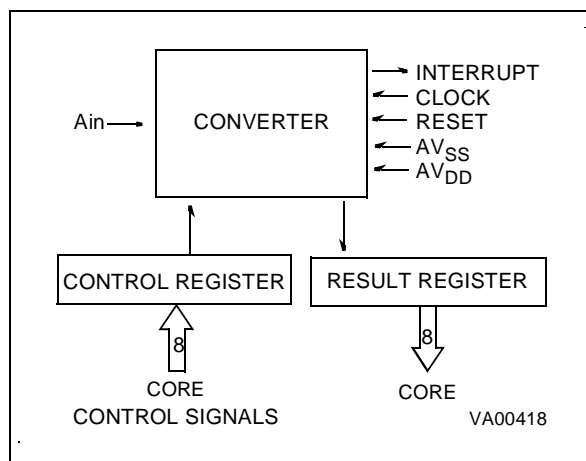 INTERRUPT
CLOCK
Ain
CONVERTER
RESET
AVSS
AVDD
CONTROL REGISTER
RESULT REGISTER
8
8
CORE
CONTROL SIGNALS
CORE
VA00418